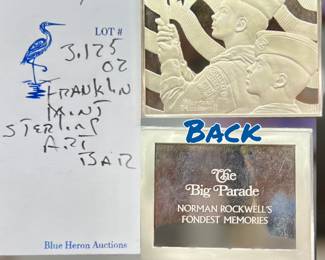 LOT #
3.125
OZ
FRANKLIN
MINT
STERLING
ART
BAR
Blue Heron Auctions
BACK
The
Big Parade
NORMAN ROCKWELL'S
FONDEST MEMORIES